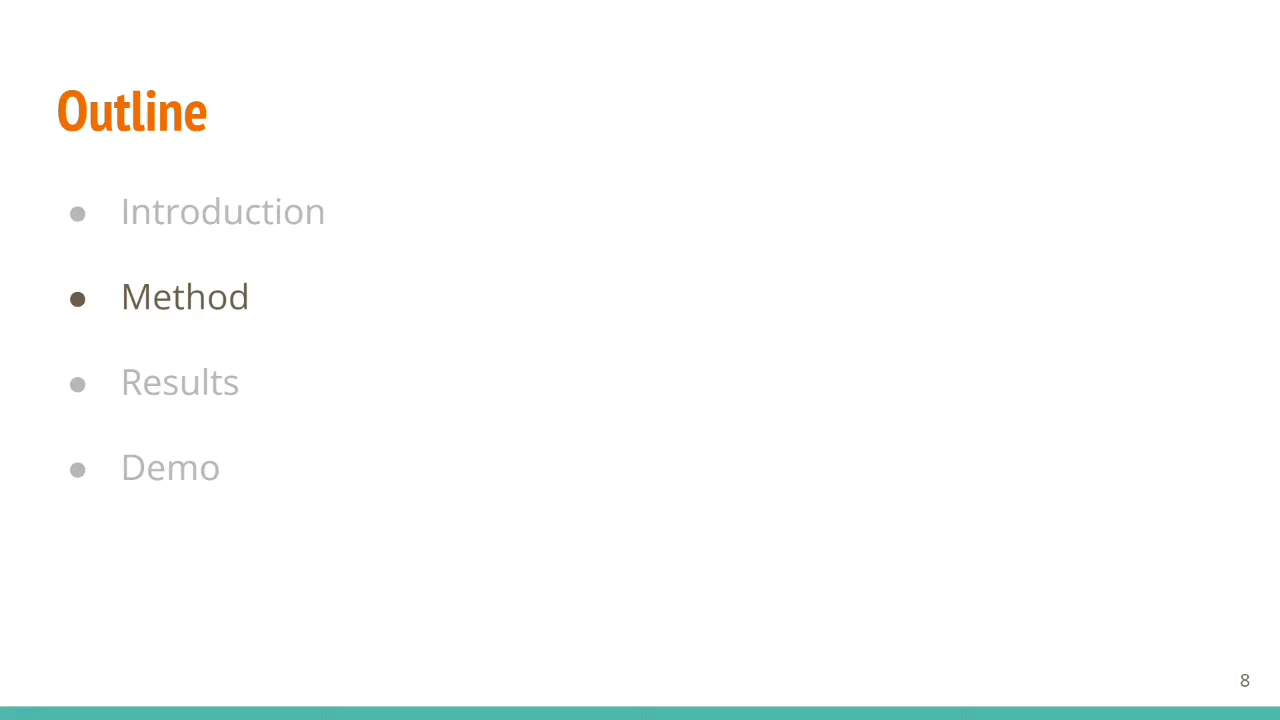 Outline
● Introduction
● Method
● Results
● Demo
8